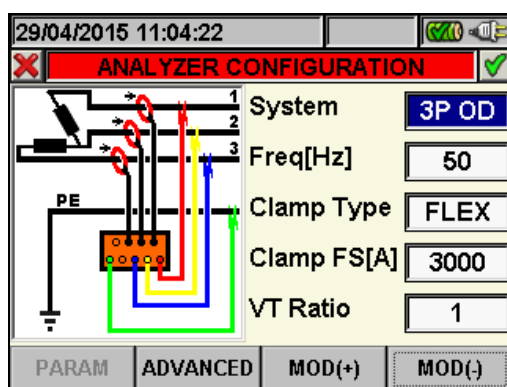 29/04/2015 11:04:22
ANALYZER CONFIGURATION
System 3P OD
1
2
3
Freq[Hz] 50
PE
Clamp Type FLEX
Clamp FS[A] 3000
VT Ratio 1
PARAM ADVANCED MOD(+) MOD(-)